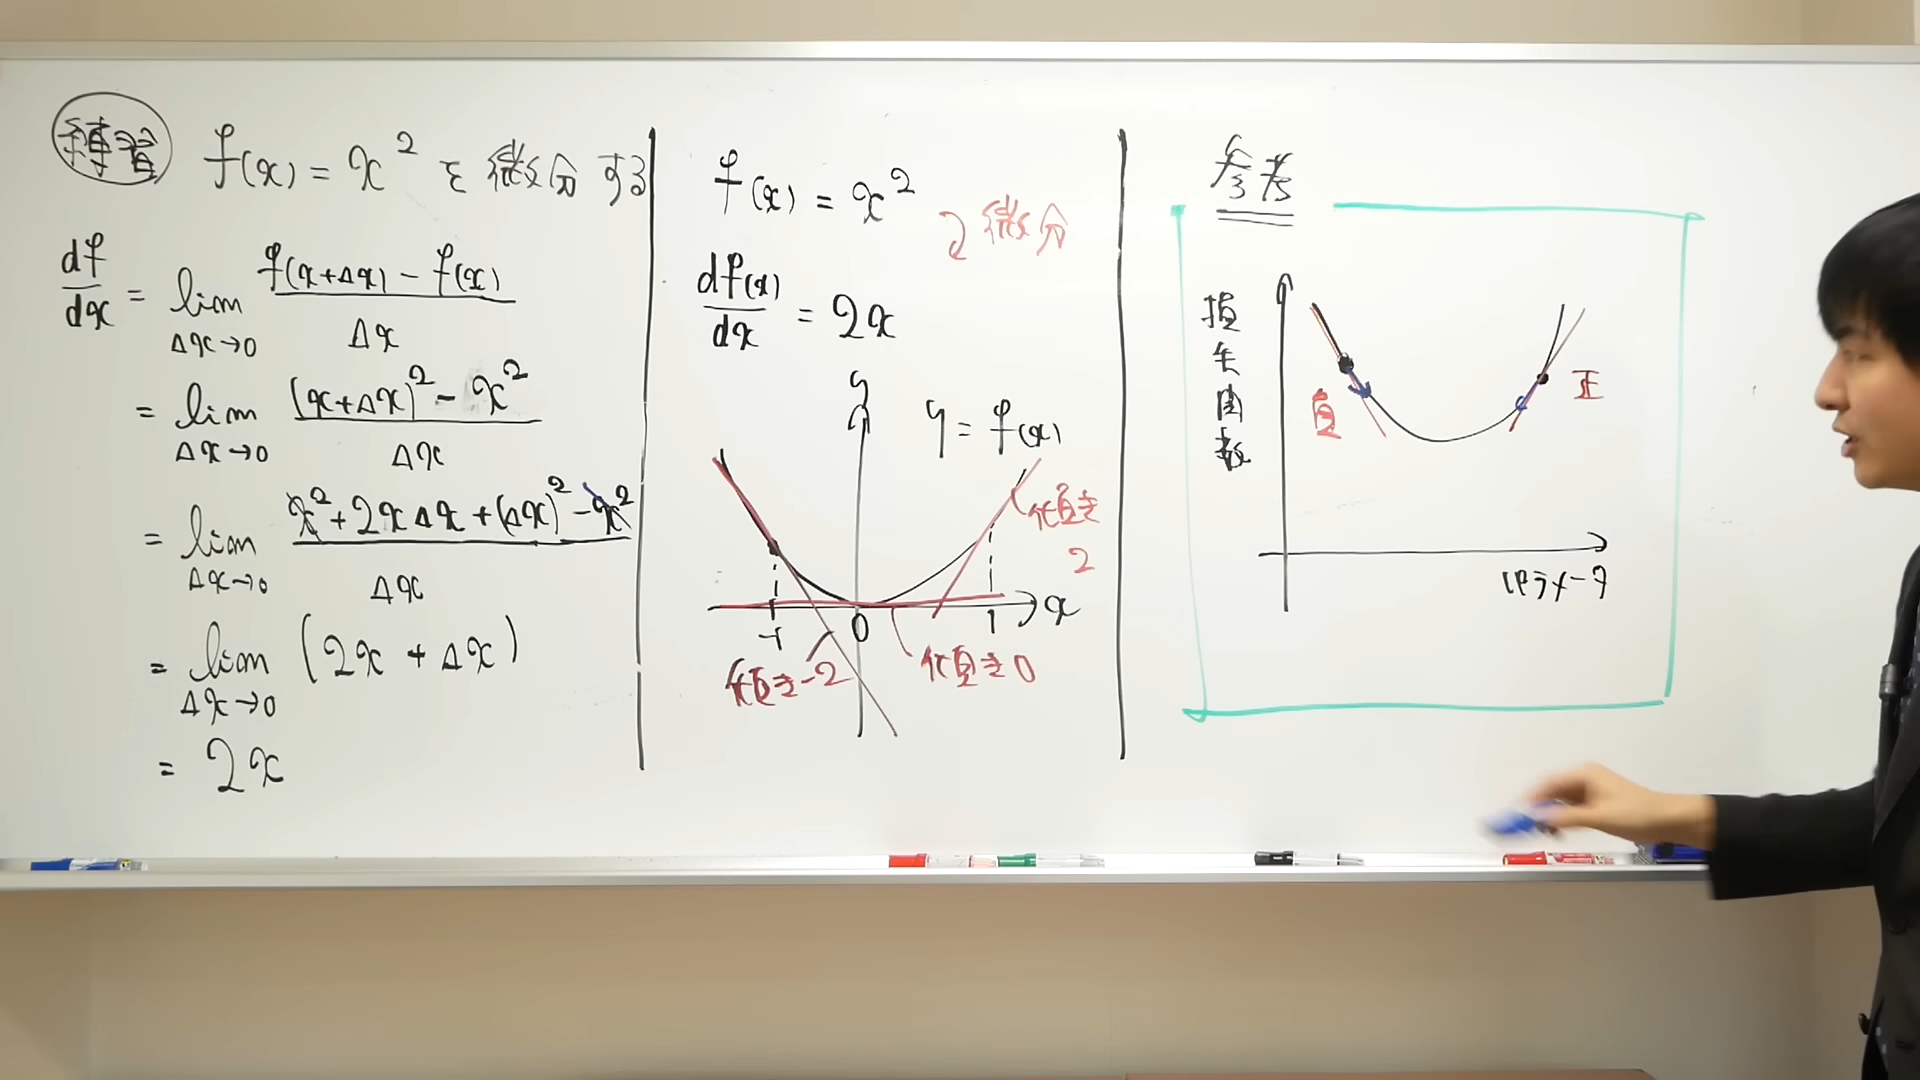 練習 f(x) = x² を 微分する
df/dx = lim Δx→0 f(x+Δx) - f(x) / Δx
= lim Δx→0 (x+Δx)² - x² / Δx
= lim Δx→0 x² + 2xΔx + (Δx)² - x² / Δx
= lim Δx→0 (2x + Δx)
= 2x
f(x) = x²
微分
df(x)/dx = 2x
y
y = f(x)
傾き 2
-1
0
1
x
傾き-2
傾き0
参考
損失関数
負
正
パラメータ